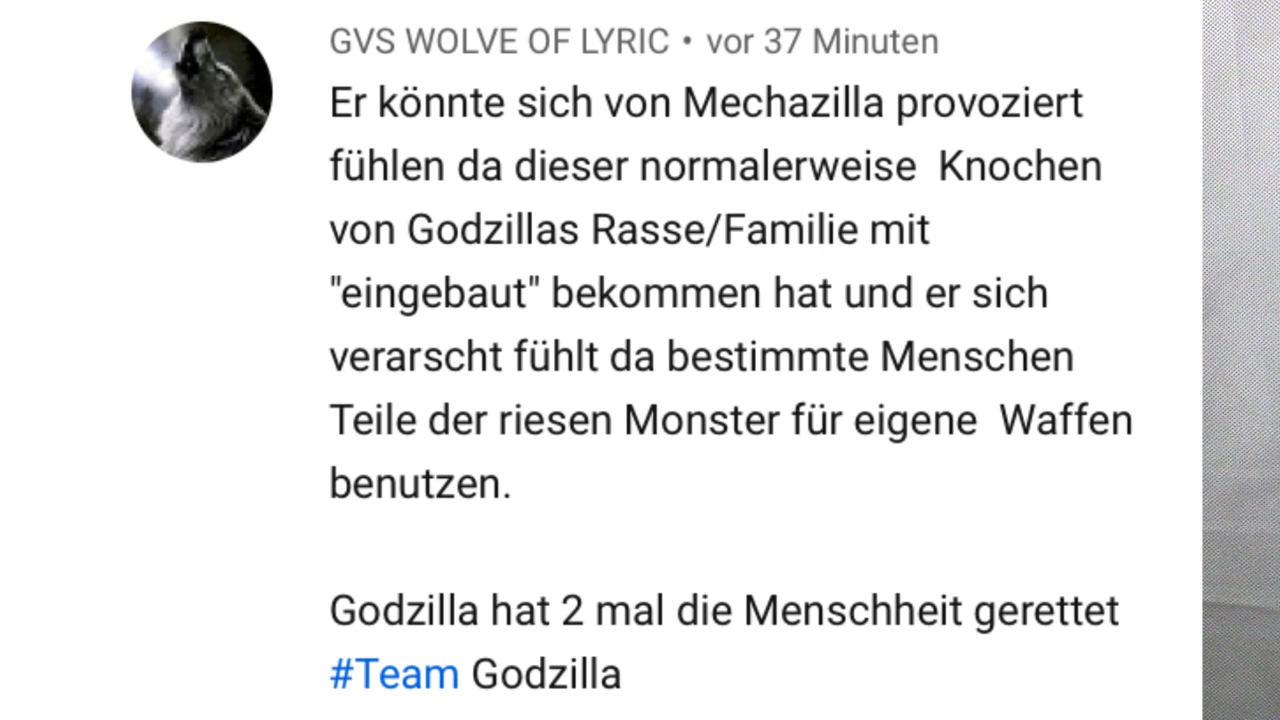 GVS WOLVE OF LYRIC • vor 37 Minuten
Er könnte sich von Mechazilla provoziert
fühlen da dieser normalerweise  Knochen
von Godzillas Rasse/Familie mit
"eingebaut" bekommen hat und er sich
verarscht fühlt da bestimmte Menschen
Teile der riesen Monster für eigene  Waffen
benutzen.
Godzilla hat 2 mal die Menschheit gerettet
#Team Godzilla